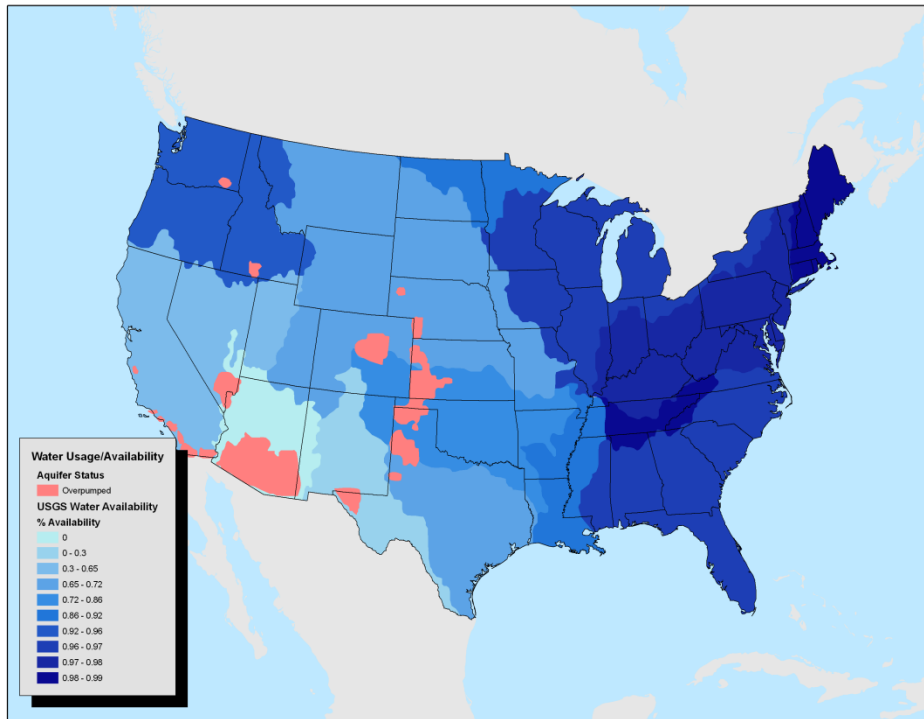 Water Usage/Availability
Aquifer Status
Overpumped
USGS Water Availability
% Availability
0
0 - 0.3
0.3 - 0.65
0.65 - 0.72
0.72 - 0.86
0.86 - 0.92
0.92 - 0.96
0.96 - 0.97
0.97 - 0.98
0.98 - 0.99